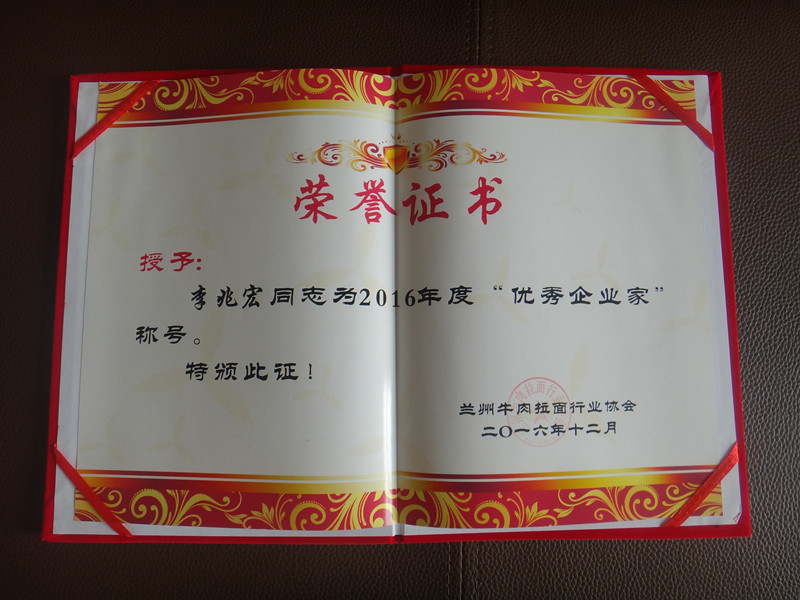 荣誉证书
授予:
李兆宏同志为2016年度“优秀企业家”
称号。
特颁此证!
兰州牛肉拉面行业协会
二〇一六年十二月